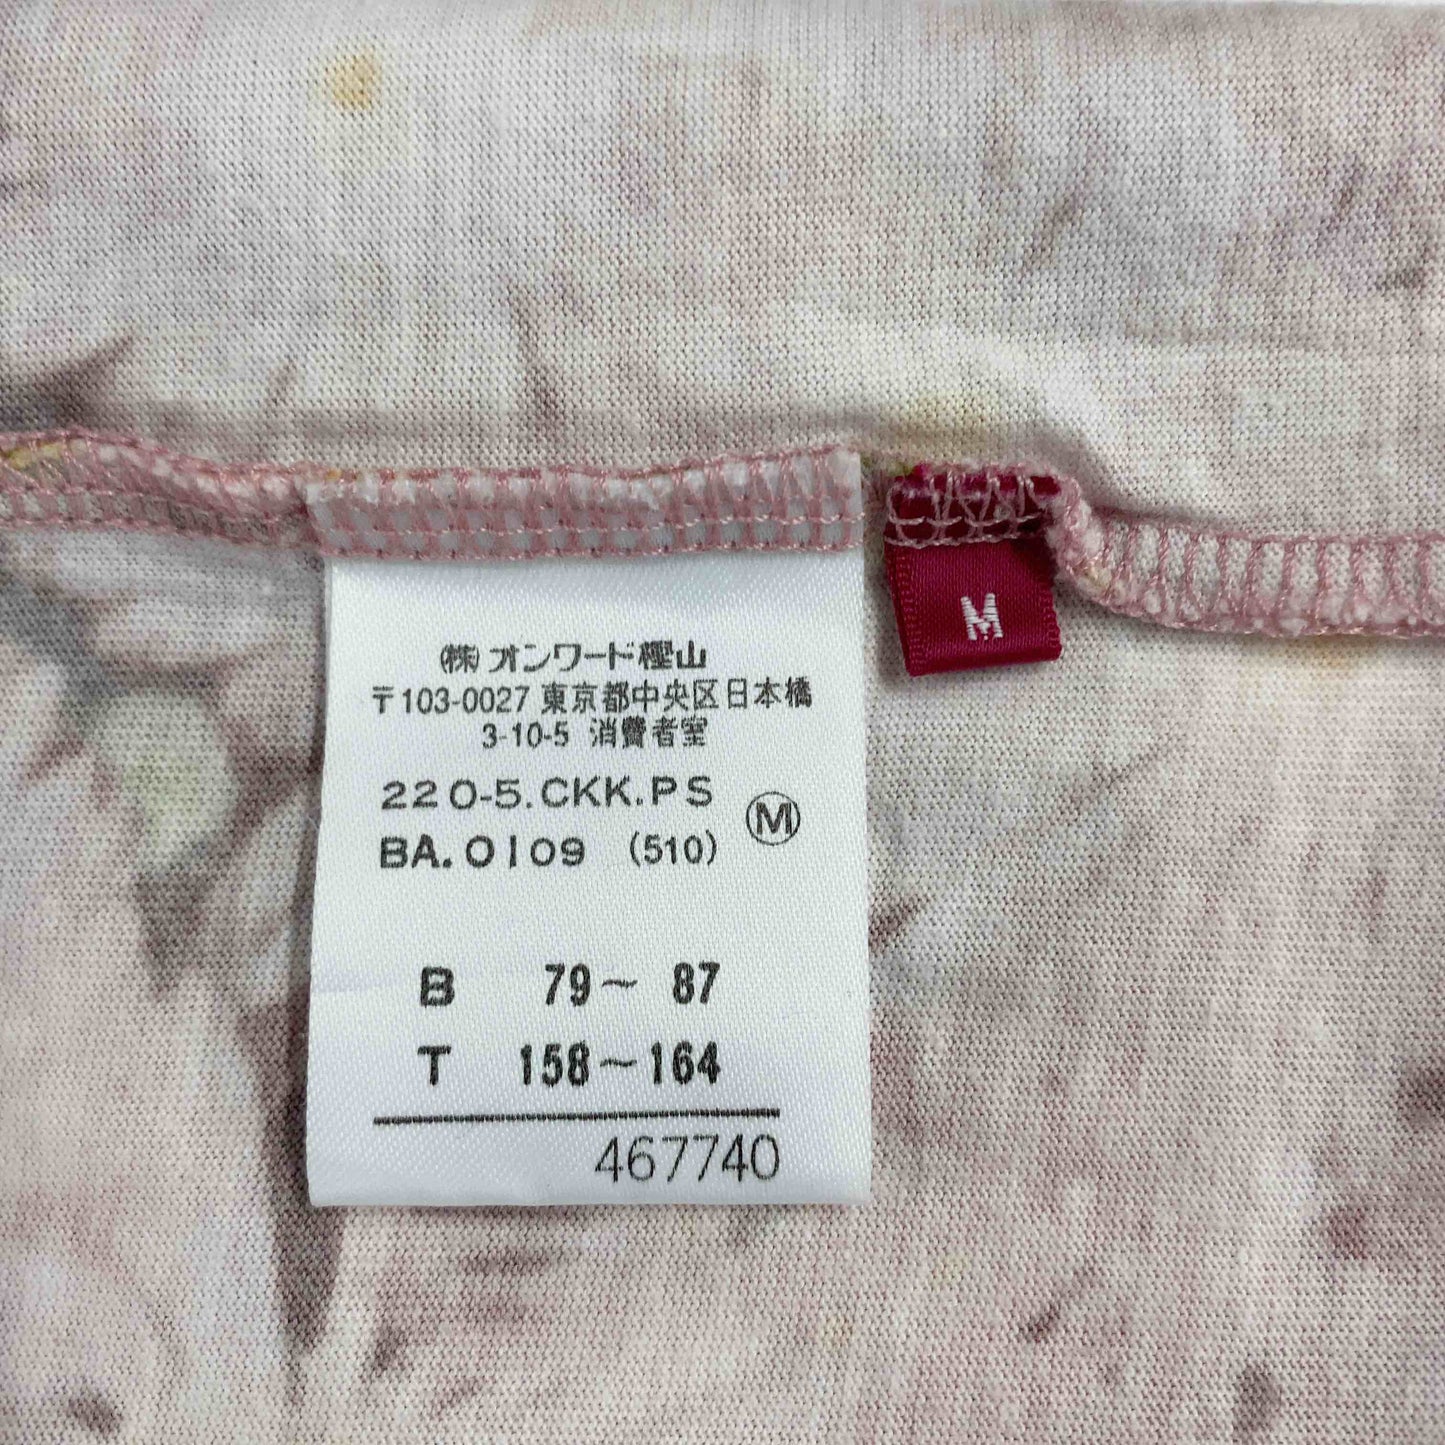 ㈱オンワード樫山
〒103-0027 東京都中央区日本橋
3-10-5 消費者室
220-5.CKK.PS
BA.0109 (510) Ⓜ
B 79～ 87
T 158～164
467740
M